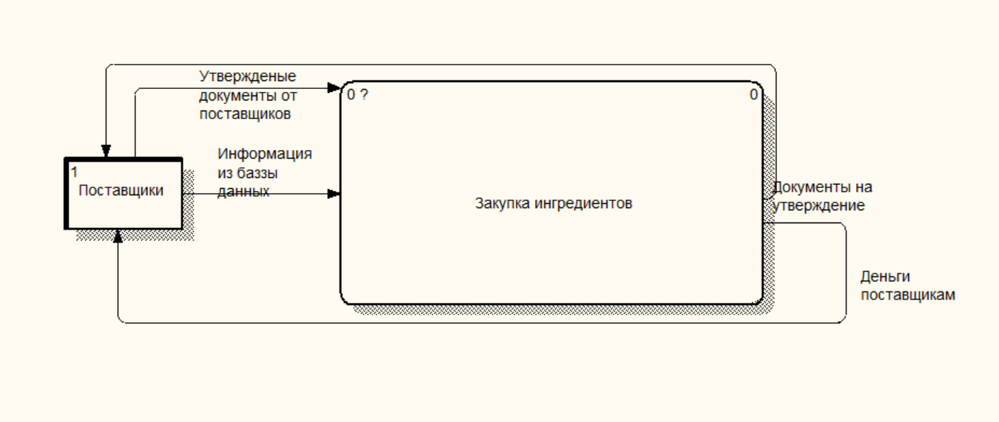 Утвержденые
документы от
поставщиков
0 ?
0
Информация
из баззы
данных
1
Поставщики
Закупка ингредиентов
Документы на
утверждение
Деньги
поставщикам